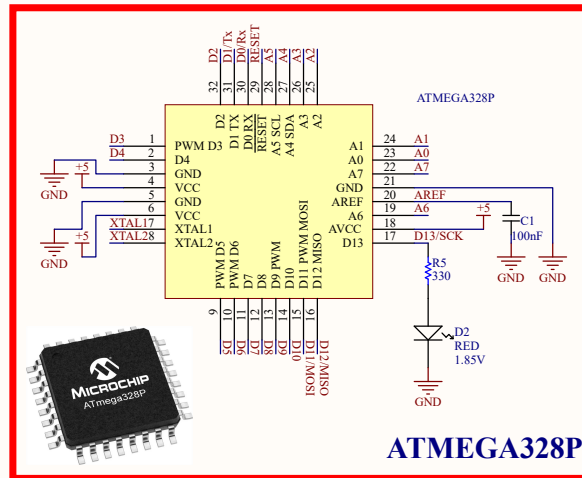 D2
D1/Tx
D0/Rx
RESET
A5
A4
A3
A2
32
31
30
29
28
27
26
25
ATMEGA328P
D2
D1 TX
D0 RX
RESET
A5 SCL
A4 SDA
A3
A2
D3 1 PWM D3 A1 24 A1
D4 2 D4 A0 23 A0
3 GND A7 22 A7
+5 4 VCC GND 21
GND
5 GND AREF 20 AREF
6 VCC A6 19 A6
+5
XTAL1 7 XTAL1 AVCC 18 +5
XTAL2 8 XTAL2 D13 17 D13/SCK
GND
C1
100nF
GND
GND
PWM D5
PWM D6
D7
D8
D9 PWM
D10
D11 PWM MOSI
D12 MISO
9
10
11
12
13
14
15
16
D5
D6
D7
D8
D9
D10
D11/MOSI
D12/MISO
R5
330
D2
RED
1.85V
GND
MICROCHIP
ATmega328P
ATMEGA328P